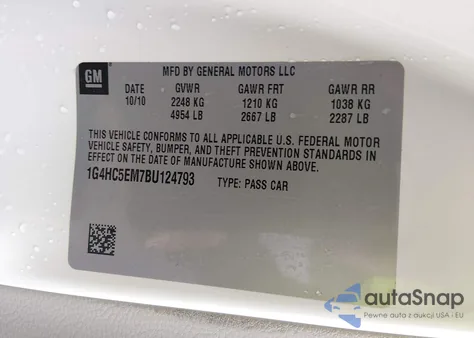 GM
MFD BY GENERAL MOTORS LLC
DATE GVWR GAWR FRT GAWR RR
10/10 2248 KG 1210 KG 1038 KG
4954 LB 2667 LB 2287 LB
THIS VEHICLE CONFORMS TO ALL APPLICABLE U.S. FEDERAL MOTOR
VEHICLE SAFETY, BUMPER, AND THEFT PREVENTION STANDARDS IN
EFFECT ON THE DATE OF MANUFACTURE SHOWN ABOVE.
1G4HC5EM7BU124793 TYPE: PASS CAR
autoSnap
Pewne auta z aukcji USA - EU